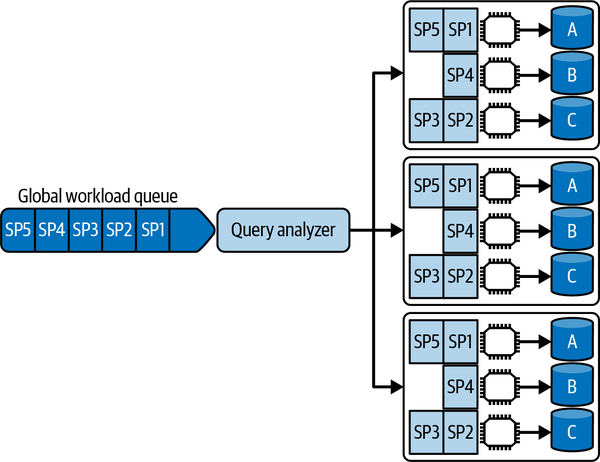 SP5 SP1 A
SP4 B
SP3 SP2 C
Global workload queue
SP5 SP4 SP3 SP2 SP1
Query analyzer
SP5 SP1 A
SP4 B
SP3 SP2 C
SP5 SP1 A
SP4 B
SP3 SP2 C